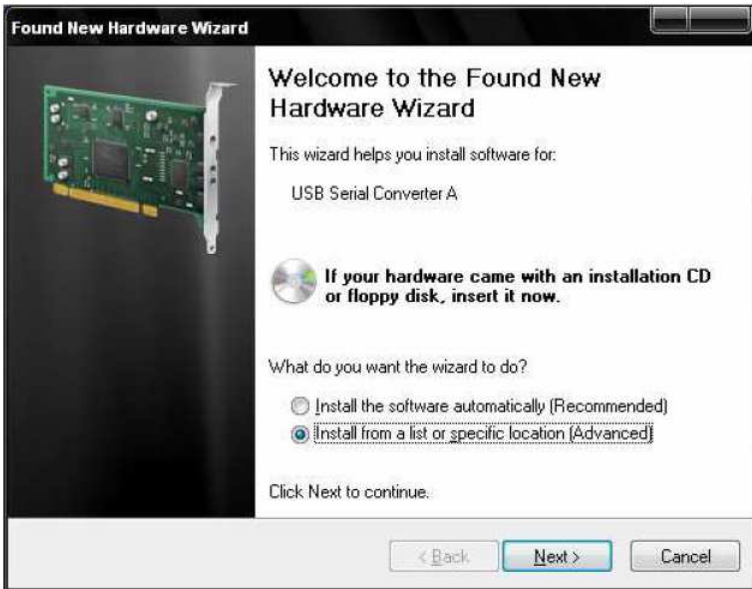 Found New Hardware Wizard
Welcome to the Found New
Hardware Wizard
This wizard helps you install software for:
USB Serial Converter A
If your hardware came with an installation CD
or floppy disk, insert it now.
What do you want the wizard to do?
Install the software automatically (Recommended)
Install from a list or specific location (Advanced)
Click Next to continue.
< Back Next > Cancel